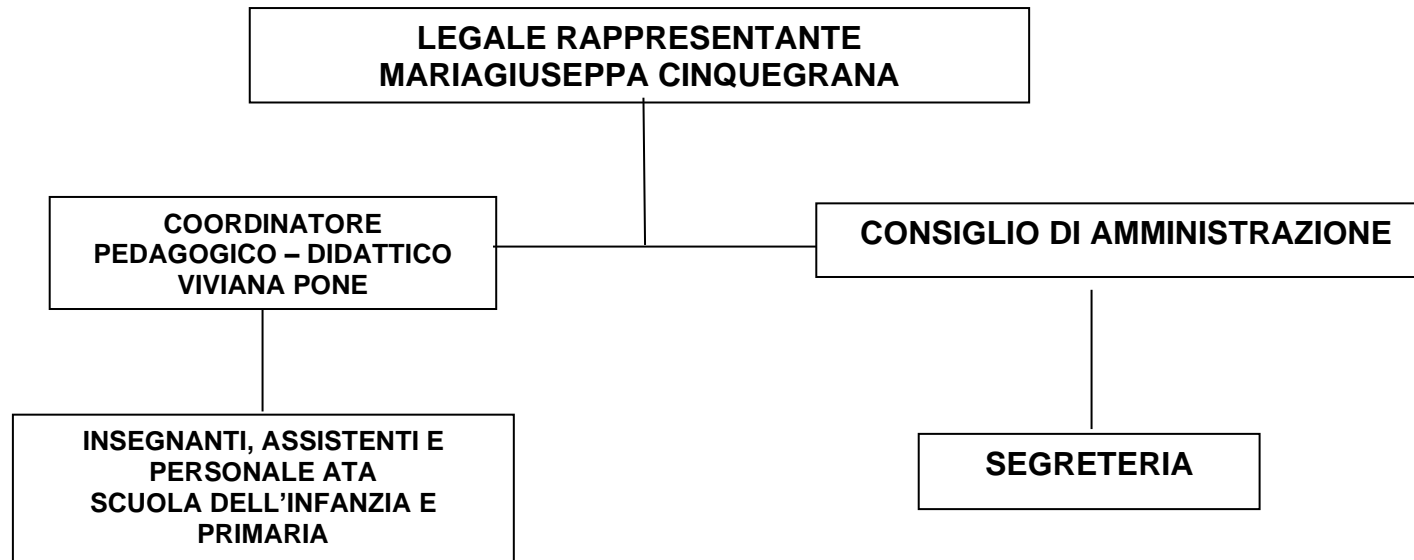 LEGALE RAPPRESENTANTE
MARIAGIUSEPPA CINQUEGRANA
COORDINATORE
PEDAGOGICO – DIDATTICO
VIVIANA PONE
CONSIGLIO DI AMMINISTRAZIONE
INSEGNANTI, ASSISTENTI E
PERSONALE ATA
SCUOLA DELL’INFANZIA E
PRIMARIA
SEGRETERIA